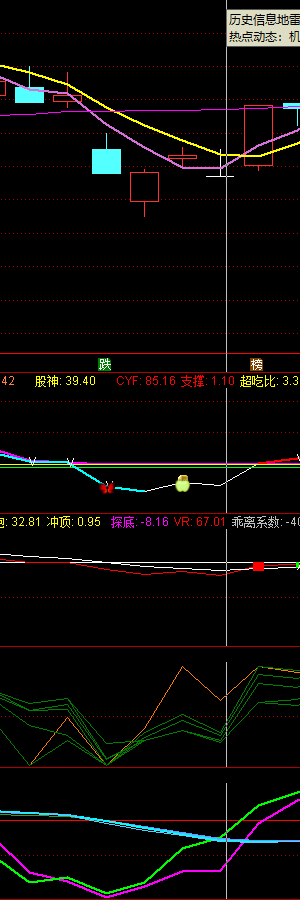 历史信息地雷
热点动态：机
跌
榜
42 股神: 39.40 CYF: 85.16 支撑: 1.10 超吃比: 3.3
: 32.81 冲顶: 0.95 探底: -8.16 VR: 67.01 乖离系数: -40